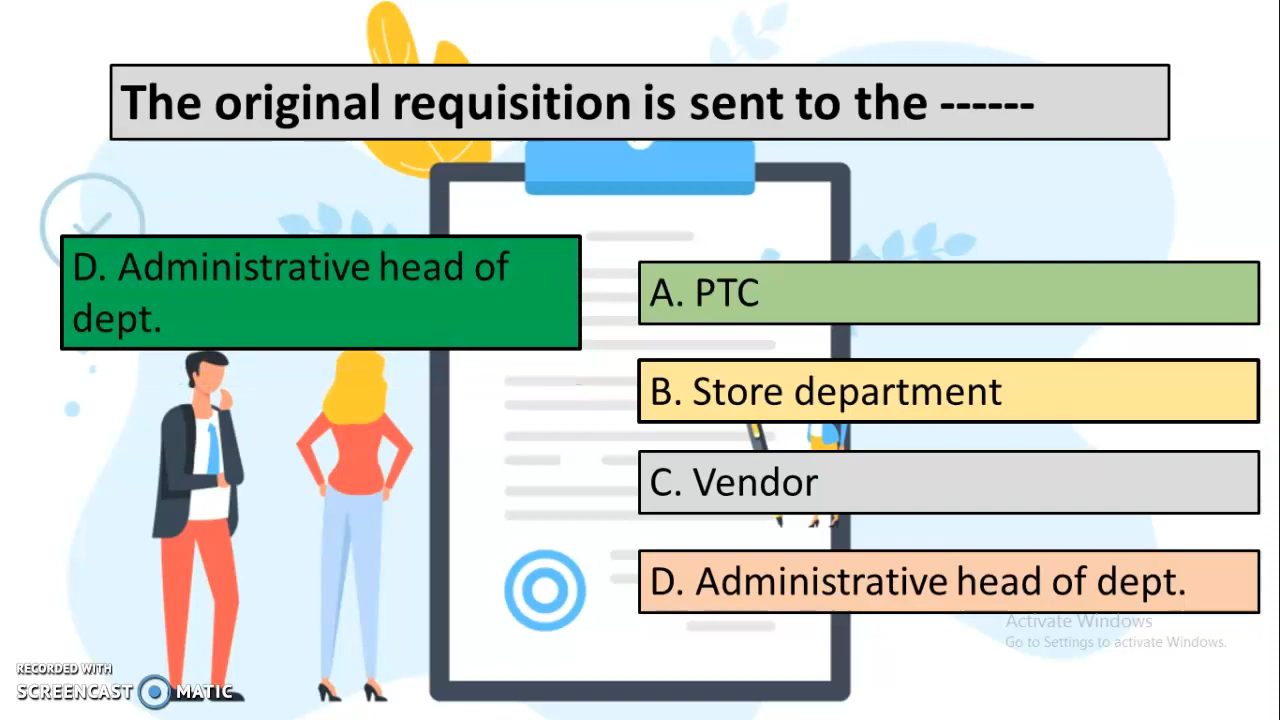 The original requisition is sent to the ------
D. Administrative head of
dept.
A. PTC
B. Store department
C. Vendor
D. Administrative head of dept.
Activate Windows
Go to Settings to activate Windows.
RECORDED WITH
SCREENCAST MATIC